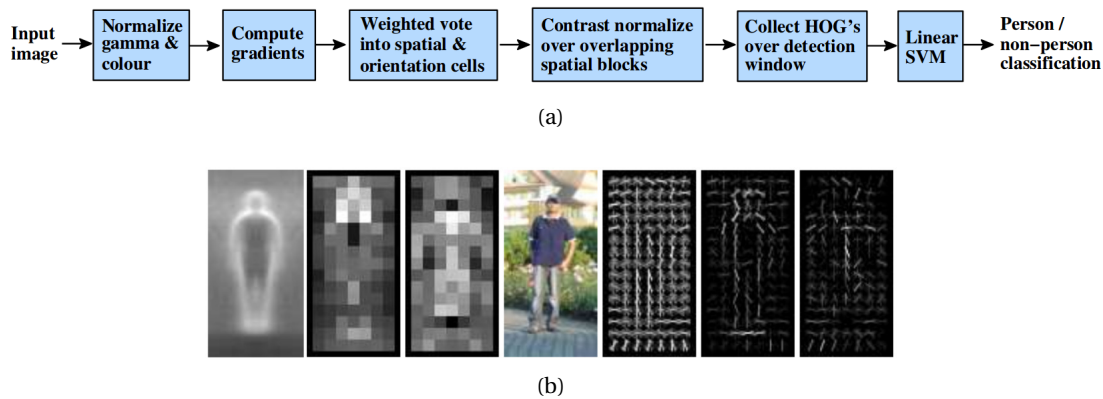 Input
image
Normalize
gamma &
colour
Compute
gradients
Weighted vote
into spatial &
orientation cells
Contrast normalize
over overlapping
spatial blocks
Collect HOG's
over detection
window
Linear
SVM
Person /
non−person
classification
(a)
(b)